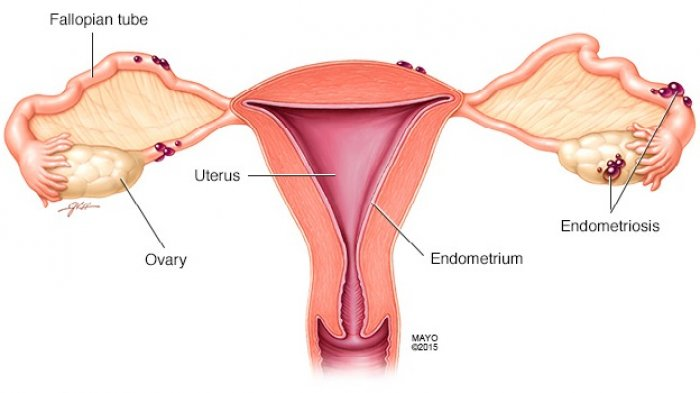 Fallopian tube
Uterus
Endometriosis
Ovary
Endometrium
MAYO
©2015